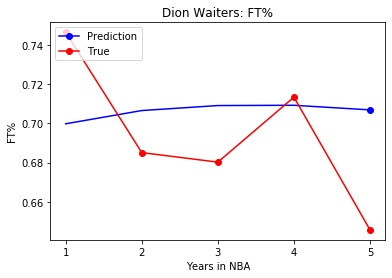 Dion Waiters: FT%
Prediction
True
0.74
0.72
0.70
0.68
0.66
FT%
1 2 3 4 5
Years in NBA